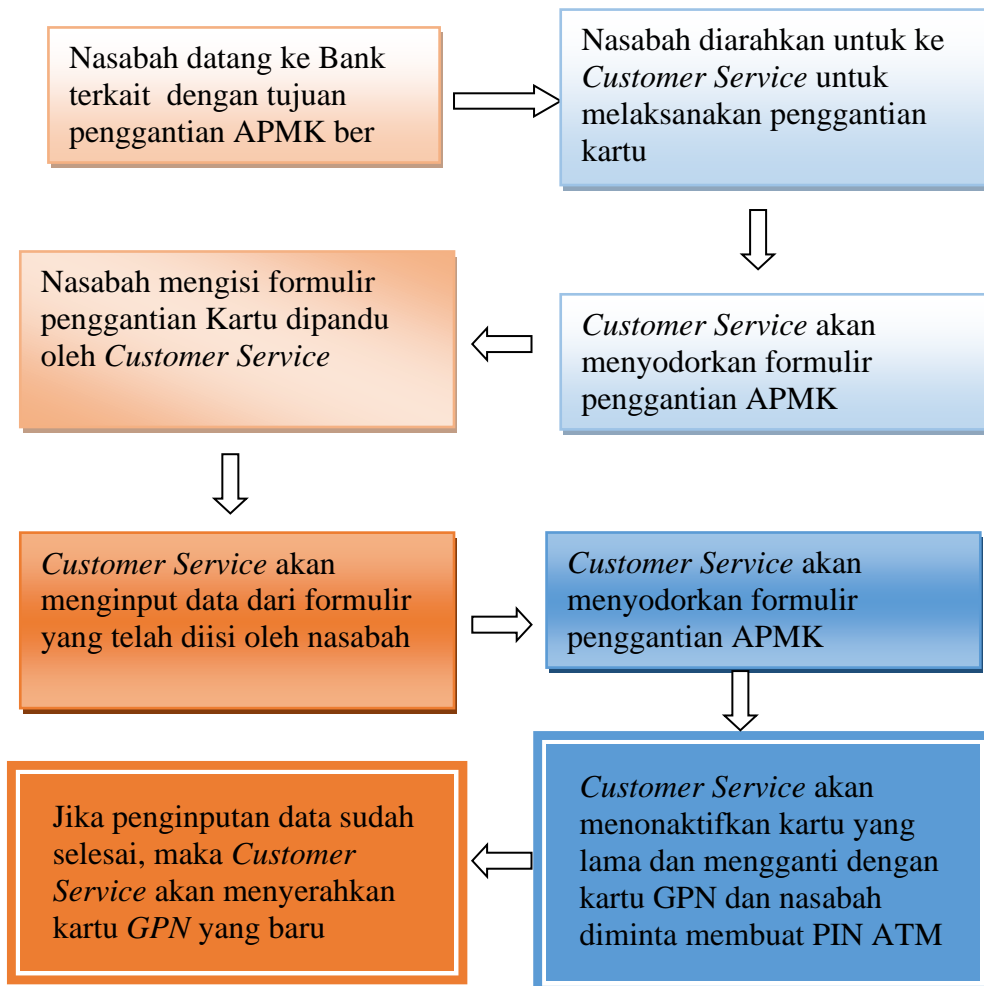 Nasabah datang ke Bank
terkait  dengan tujuan
penggantian APMK ber
Nasabah diarahkan untuk ke
Customer Service untuk
melaksanakan penggantian
kartu
Customer Service akan
menyodorkan formulir
penggantian APMK
Nasabah mengisi formulir
penggantian Kartu dipandu
oleh Customer Service
Customer Service akan
menginput data dari formulir
yang telah diisi oleh nasabah
Customer Service akan
menyodorkan formulir
penggantian APMK
Customer Service akan
menonaktifkan kartu yang
lama dan mengganti dengan
kartu GPN dan nasabah
diminta membuat PIN ATM
Jika penginputan data sudah
selesai, maka Customer
Service akan menyerahkan
kartu GPN yang baru